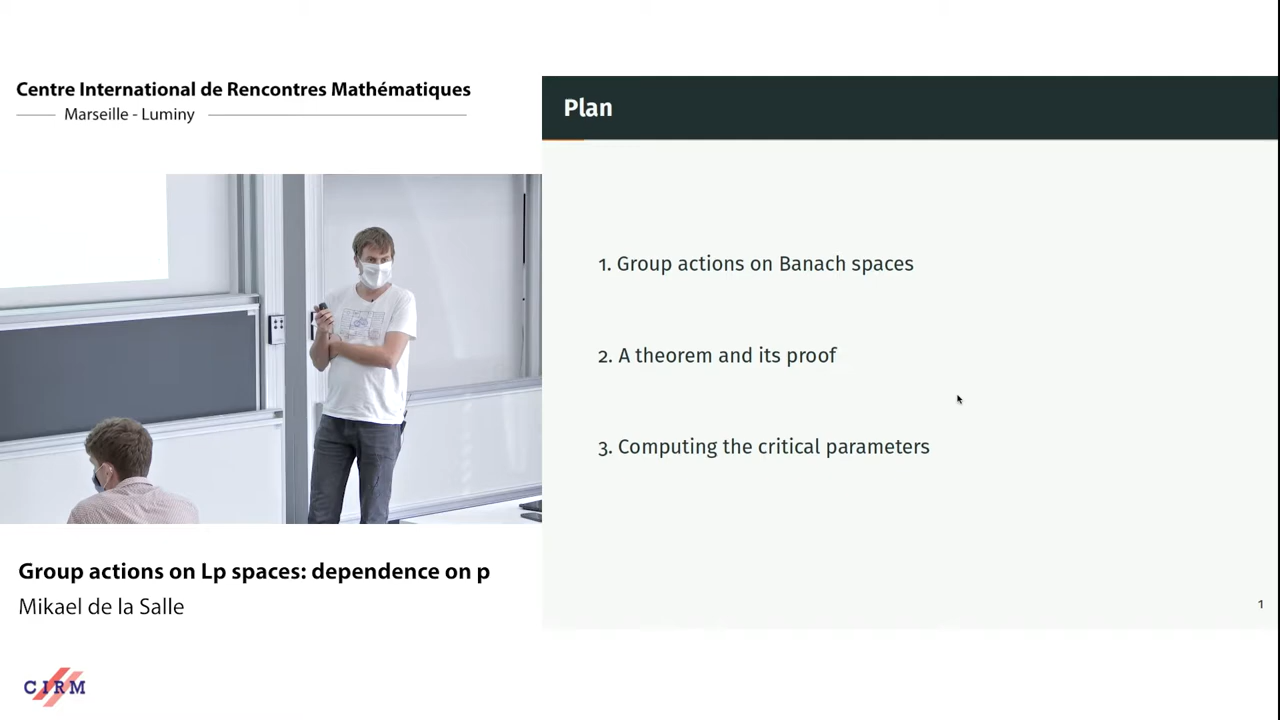 Centre International de Rencontres Mathématiques
Marseille - Luminy
Plan
1. Group actions on Banach spaces
2. A theorem and its proof
3. Computing the critical parameters
1
Group actions on Lp spaces: dependence on p
Mikael de la Salle
CIRM